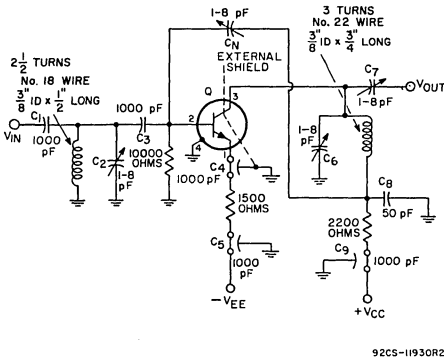 2 1/2 TURNS
No. 18 WIRE
3/8" ID x 1/2" LONG
1-8 pF
CN
EXTERNAL
SHIELD
3 TURNS
No. 22 WIRE
3/8" ID x 3/4" LONG
VIN
C1
1000
pF
C2
1-8
pF
1000 pF
C3
10000
OHMS
Q
2
3
4
1
C4
1000 pF
1500
OHMS
C5
1000
pF
-VEE
1-8
pF
C6
C7
1-8 pF
VOUT
C8
50 pF
2200
OHMS
C9
1000 pF
+VCC
92CS-11930R2